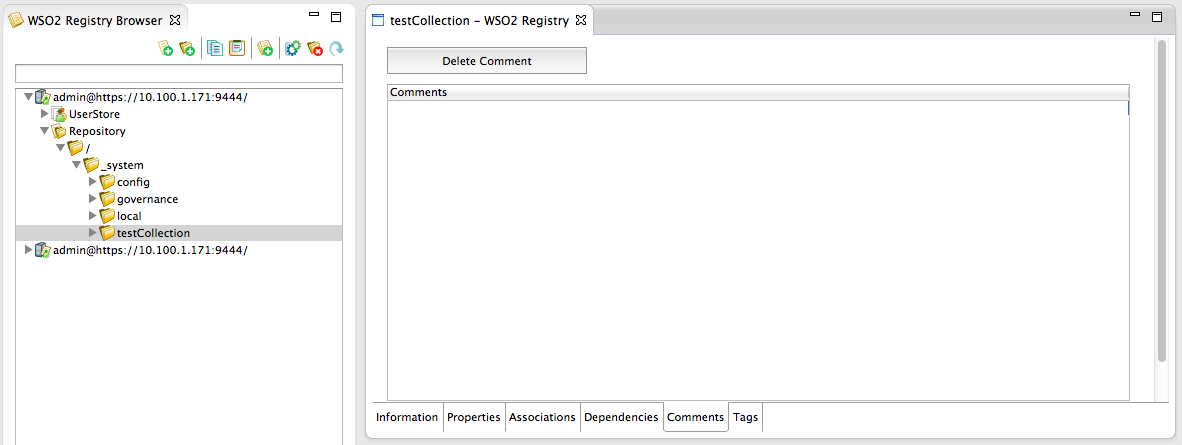 WSO2 Registry Browser
admin@https://10.100.1.171:9444/
UserStore
Repository
/
_system
config
governance
local
testCollection
admin@https://10.100.1.171:9444/
testCollection – WSO2 Registry
Delete Comment
Comments
Information Properties Associations Dependencies Comments Tags